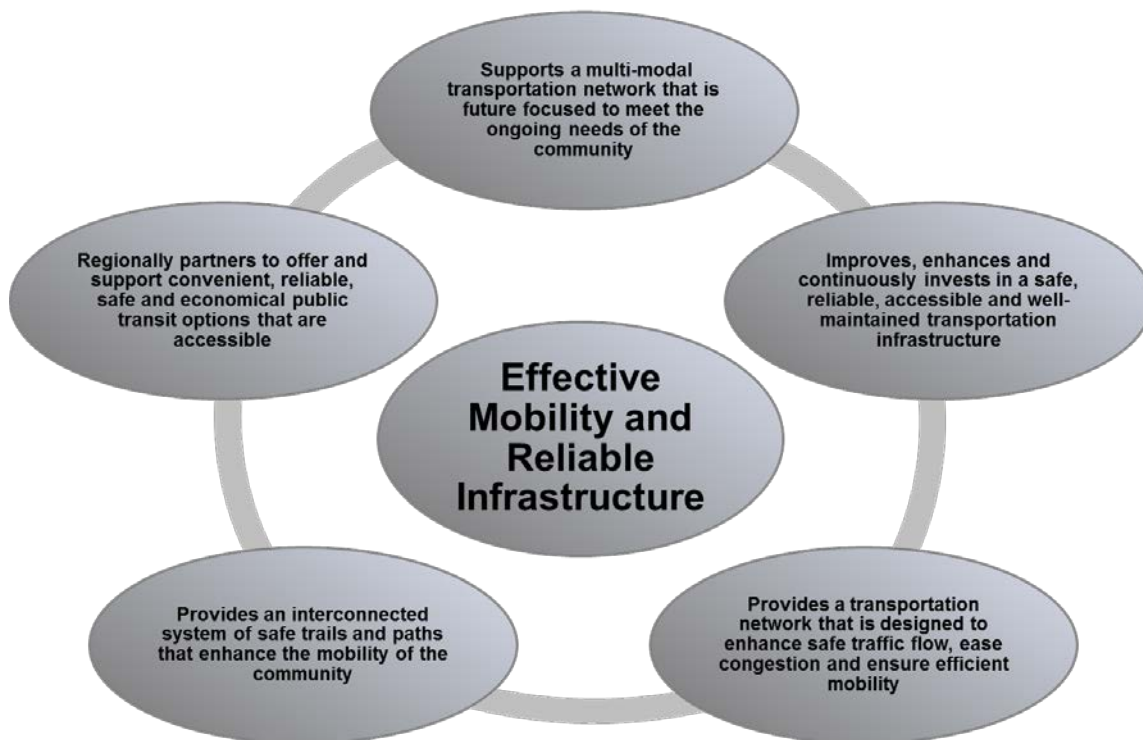 Supports a multi-modal
transportation network that is
future focused to meet the
ongoing needs of the
community
Regionally partners to offer and
support convenient, reliable,
safe and economical public
transit options that are
accessible
Improves, enhances and
continuously invests in a safe,
reliable, accessible and well-
maintained transportation
infrastructure
Effective
Mobility and
Reliable
Infrastructure
Provides an interconnected
system of safe trails and paths
that enhance the mobility of the
community
Provides a transportation
network that is designed to
enhance safe traffic flow, ease
congestion and ensure efficient
mobility